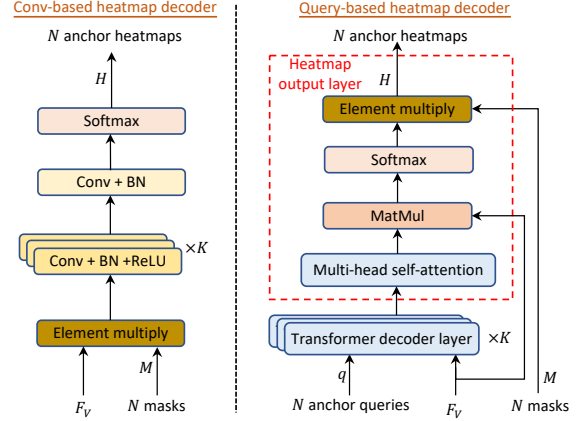 Conv-based heatmap decoder
N anchor heatmaps
H
Softmax
Conv + BN
Conv + BN +ReLU
×K
Element multiply
M
F_V
N masks
Query-based heatmap decoder
N anchor heatmaps
Heatmap
output layer
H
Element multiply
Softmax
MatMul
Multi-head self-attention
Transformer decoder layer
×K
q
M
N anchor queries
F_V
N masks